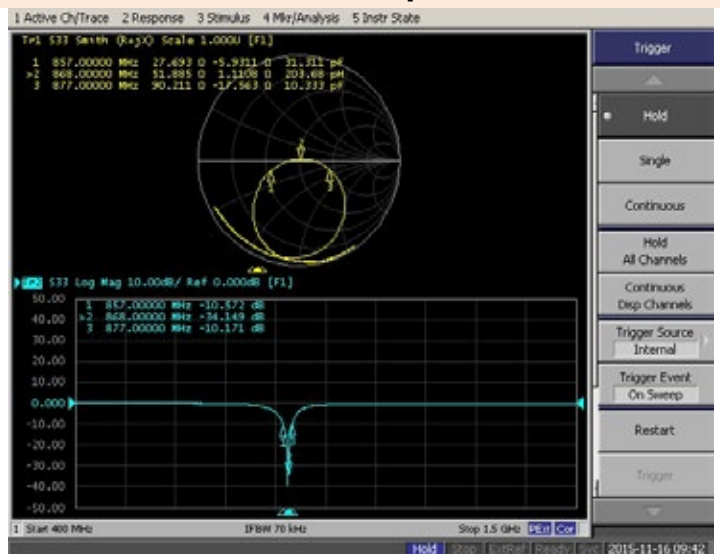 1 Active Ch/Trace 2 Response 3 Stimulus 4 Mkr/Analysis 5 Instr State
Tr1 S33 Smith (R+jX) Scale 1.000U [F1]
1 857.00000 MHz 27.693 Ω -5.9311 Ω 31.311 pF
>2 868.00000 MHz 51.885 Ω 1.1108 Ω 203.68 pH
3 877.00000 MHz 90.211 Ω -17.563 Ω 10.333 pF
S33 Log Mag 10.00dB/ Ref 0.000dB [F1]
1 857.00000 MHz -10.572 dB
>2 868.00000 MHz -34.149 dB
3 877.00000 MHz -10.171 dB
50.00
40.00
30.00
20.00
10.00
0.000
-10.00
-20.00
-30.00
-40.00
-50.00
1 Start 400 MHz IFBW 70 kHz Stop 1.5 GHz Cor
Trigger
Hold
Single
Continuous
Hold
All Channels
Continuous
Disp Channels
Trigger Source
Internal
Trigger Event
On Sweep
Restart
Trigger
Hold Stop ExtRef Ready Svc 2015-11-16 09:42